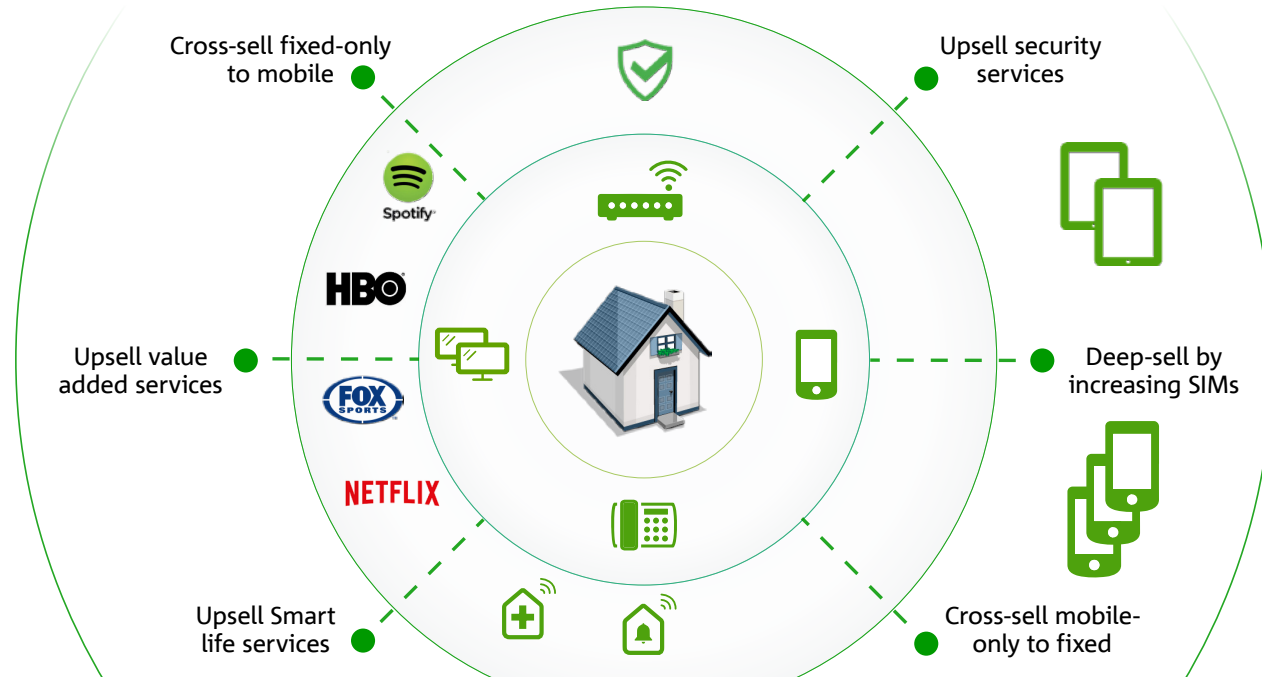 Cross-sell fixed-only
to mobile
Upsell security
services
Spotify
HBO
Upsell value
added services
FOX
SPORTS
Deep-sell by
increasing SIMs
NETFLIX
Upsell Smart
life services
Cross-sell mobile-
only to fixed